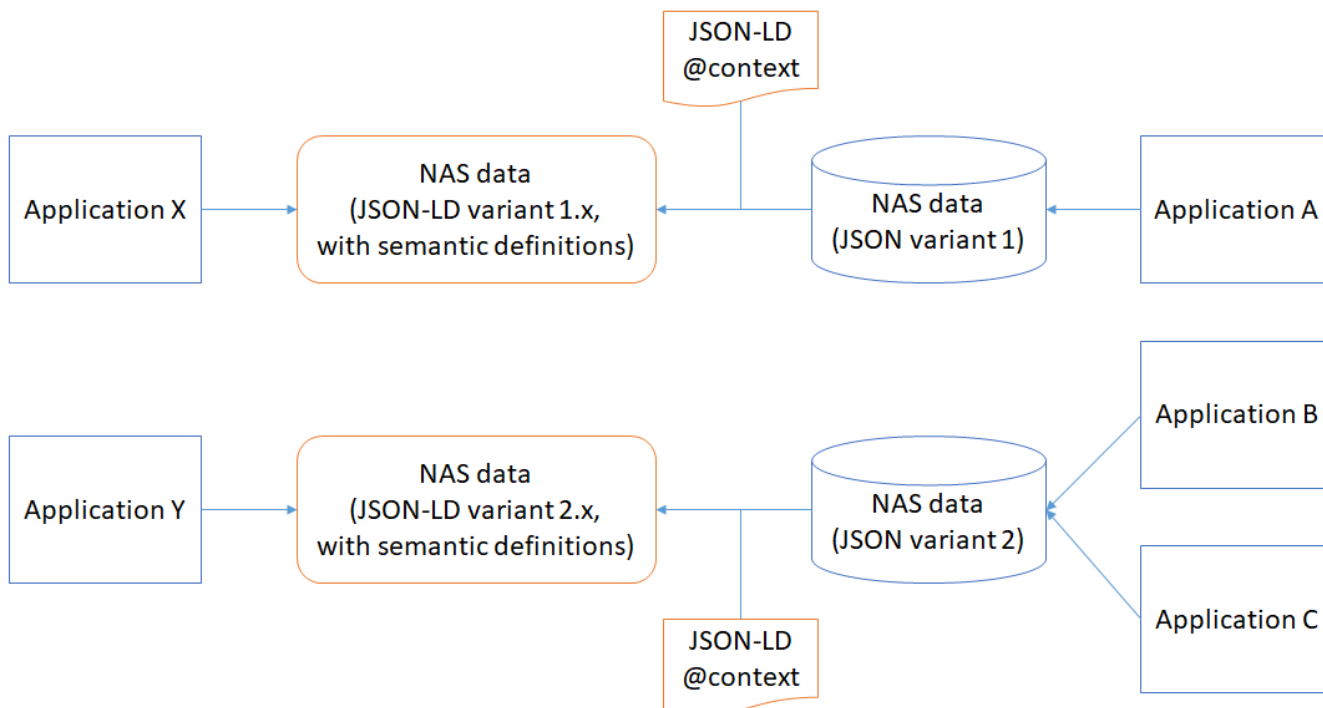 JSON-LD
@context
Application X
NAS data
(JSON-LD variant 1.x,
with semantic definitions)
NAS data
(JSON variant 1)
Application A
Application B
Application Y
NAS data
(JSON-LD variant 2.x,
with semantic definitions)
NAS data
(JSON variant 2)
Application C
JSON-LD
@context